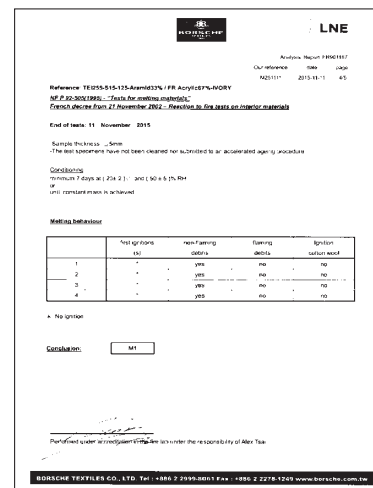 BORSCHE
LNE
Analysis Report
Our reference date page
2015-11-11 4/5
Reference TEI255-515-125-Aramid33% / FR Acrylic67%-IVORY
NF P 92-505(1995) - "Tests for melting materials"
French decree from 21 November 2002 – Reaction to fire tests on interior materials
End of tests: 11 November 2015
Sample thickness 5mm
-The test specimens have not been cleaned nor submitted to an accelerated ageing procedure
Conditioning
minimum 7 days at ( 23± 2 ) and ( 50 ± 5 )% RH
or
until constant mass is achieved
Melting behaviour
first ignitions non-flaming flaming ignition
(s) debris debris cotton wool
1 * yes no no
2 * yes no no
3 * yes no no
4 * yes no no
No ignition
Conclusion: M1
Performed under accreditation in the fire lab under the responsibility of Alex Tsai
BORSCHE TEXTILES CO., LTD. Tel : +886 2 2999-8061 Fax : +886 2 2278-1249 www.borsche.com.tw